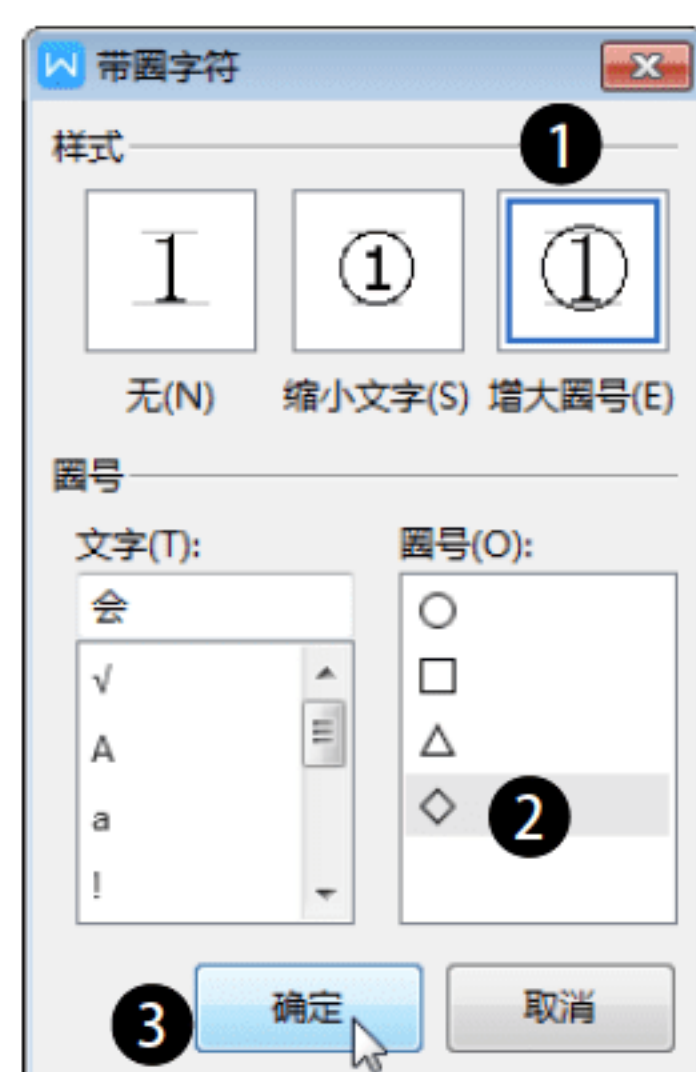 带圈字符
样式
1
1 ① ①
无(N) 缩小文字(S) 增大圈号(E)
圈号
文字(T): 圈号(O):
会 ○
√ □
A △
a ◇ 2
!
3 确定 取消